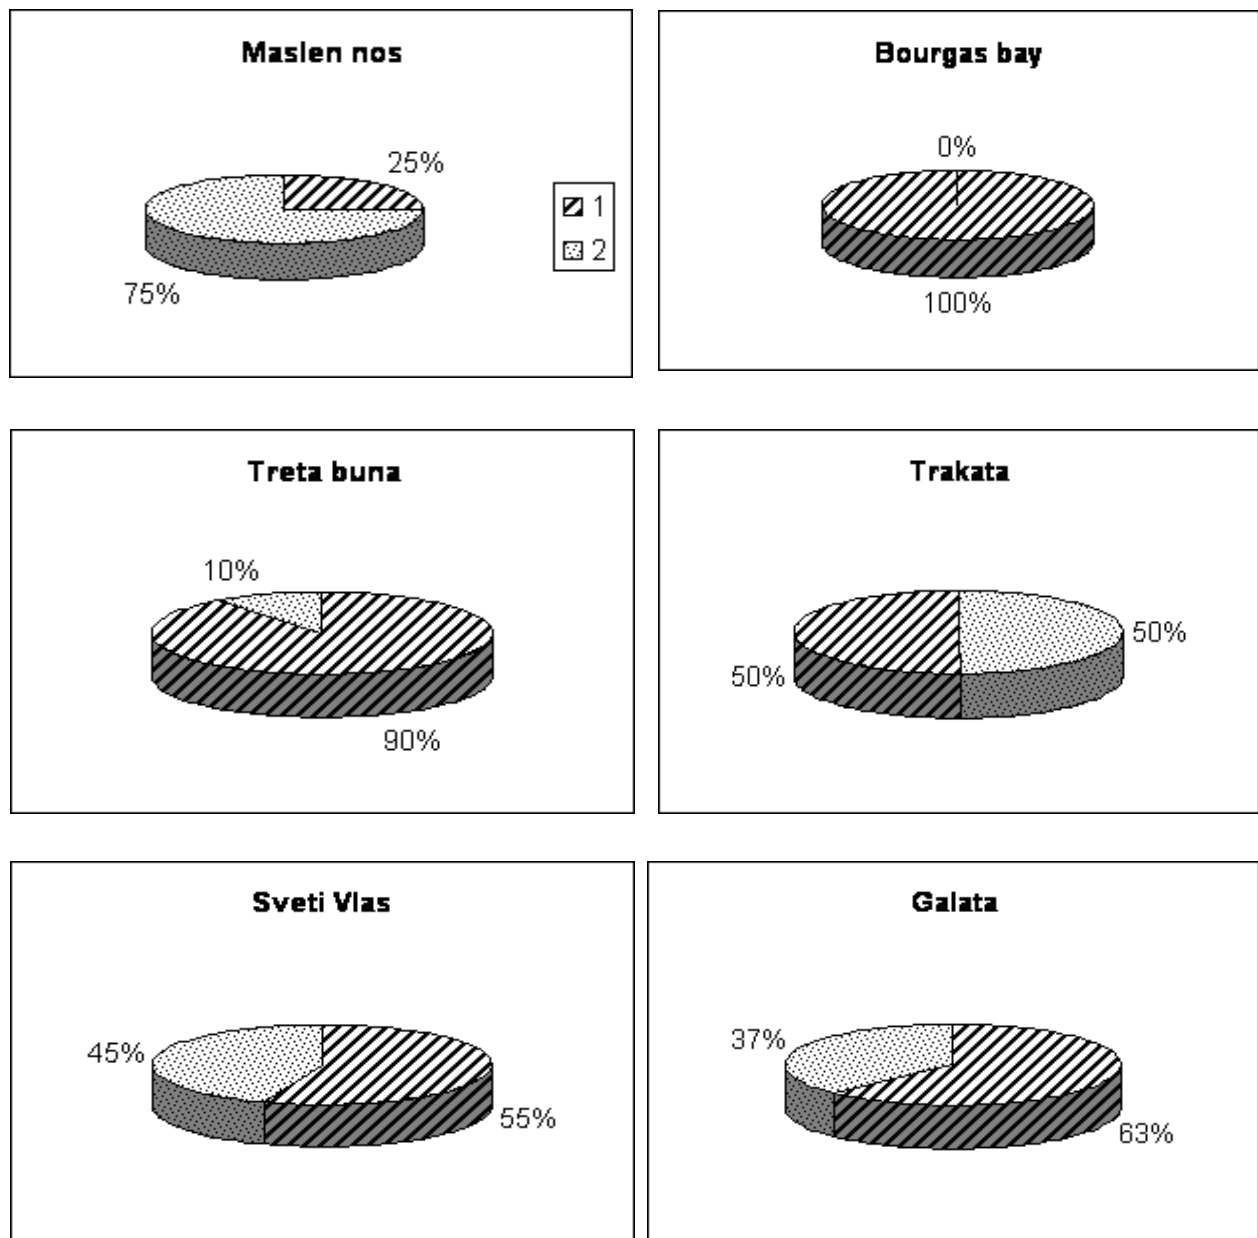 Maslen nos
25%
75%
1
2
Bourgas bay
0%
100%
Treta buna
10%
90%
Trakata
50%
50%
Sveti Vlas
45%
55%
Galata
37%
63%